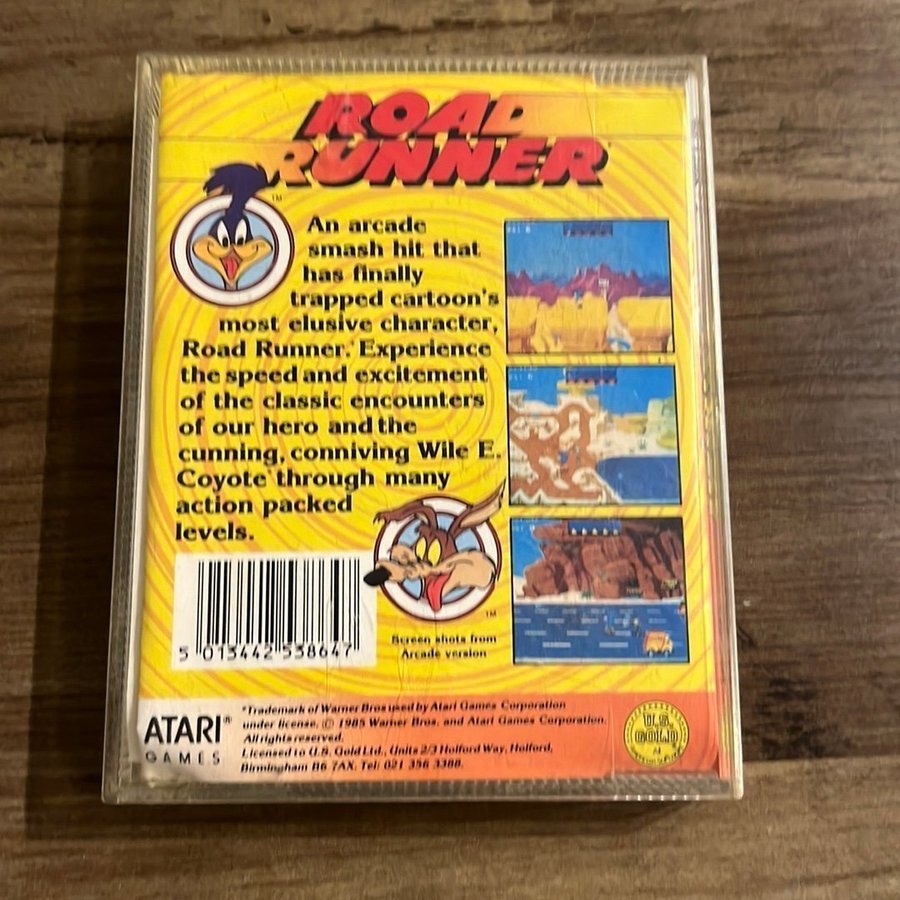 ROAD
RUNNER
TM
An arcade
smash hit that
has finally
trapped cartoon's
most elusive character,
Road Runner.* Experience
the speed and excitement
of the classic encounters
of our hero and the
cunning, conniving Wile E.
Coyote* through many
action packed
levels.
TM
Screen shots from
Arcade version
5 013442 538647
ATARI®
GAMES
*Trademark of Warner Bros used by Atari Games Corporation
under license. © 1985 Warner Bros. and Atari Games Corporation.
All rights reserved.
Licensed to U.S. Gold Ltd., Units 2/3 Holford Way, Holford,
Birmingham B6 7AX. Tel: 021 356 3388.
U.S.
GOLD